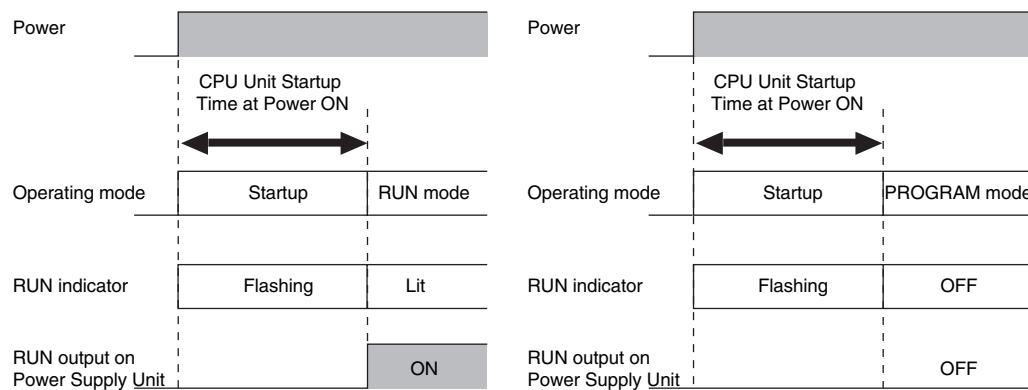 Power
CPU Unit Startup
Time at Power ON
Operating mode
Startup
RUN mode
RUN indicator
Flashing
Lit
RUN output on
Power Supply Unit
ON
Power
CPU Unit Startup
Time at Power ON
Operating mode
Startup
PROGRAM mode
RUN indicator
Flashing
OFF
RUN output on
Power Supply Unit
OFF